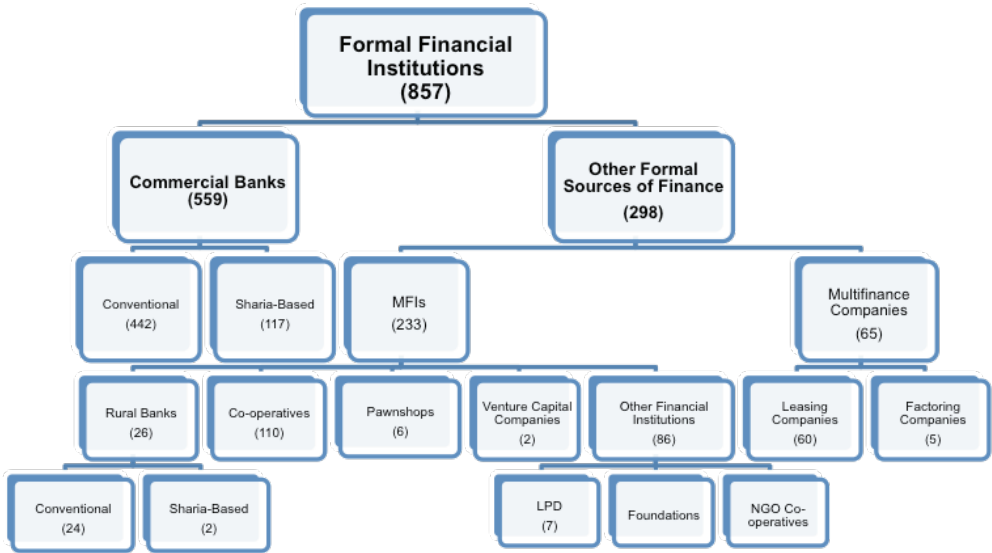 Formal Financial
Institutions
(857)
Commercial Banks
(559)
Other Formal
Sources of Finance
(298)
Conventional
(442)
Sharia-Based
(117)
MFIs
(233)
Multifinance
Companies
(65)
Rural Banks
(26)
Co-operatives
(110)
Pawnshops
(6)
Venture Capital
Companies
(2)
Other Financial
Institutions
(86)
Leasing
Companies
(60)
Factoring
Companies
(5)
Conventional
(24)
Sharia-Based
(2)
LPD
(7)
Foundations
NGO Co-
operatives